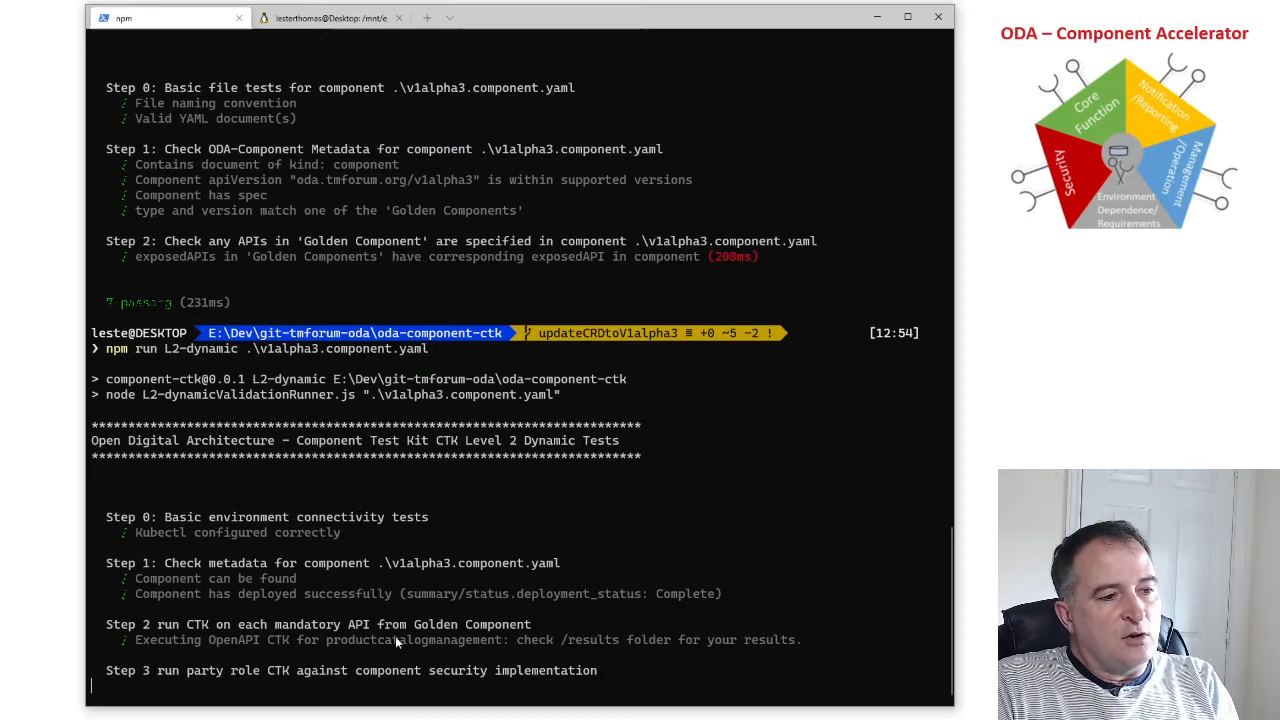 npm
lesterthomas@Desktop: /mnt/e
Step 0: Basic file tests for component .\v1alpha3.component.yaml
File naming convention
Valid YAML document(s)
Step 1: Check ODA-Component Metadata for component .\v1alpha3.component.yaml
Contains document of kind: component
Component apiVersion "oda.tmforum.org/v1alpha3" is within supported versions
Component has spec
type and version match one of the 'Golden Components'
Step 2: Check any APIs in 'Golden Component' are specified in component .\v1alpha3.component.yaml
exposedAPIs in 'Golden Components' have corresponding exposedAPI in component (208ms)
7 passing (231ms)
leste@DESKTOP E:\Dev\git-tmforum-oda\oda-component-ctk updateCRDtoV1alpha3 ≡ +0 ~5 -2 ! [12:54]
❯ npm run L2-dynamic .\v1alpha3.component.yaml
> component-ctk@0.0.1 L2-dynamic E:\Dev\git-tmforum-oda\oda-component-ctk
> node L2-dynamicValidationRunner.js ".\v1alpha3.component.yaml"
***************************************************************************
Open Digital Architecture - Component Test Kit CTK Level 2 Dynamic Tests
***************************************************************************
Step 0: Basic environment connectivity tests
Kubectl configured correctly
Step 1: Check metadata for component .\v1alpha3.component.yaml
Component can be found
Component has deployed successfully (summary/status.deployment_status: Complete)
Step 2 run CTK on each mandatory API from Golden Component
Executing OpenAPI CTK for productcatalogmanagement: check /results folder for your results.
Step 3 run party role CTK against component security implementation
ODA – Component Accelerator
Core
Function
Notification
/Reporting
Security
Management
/Operation
Environment
Dependence/
Requirements